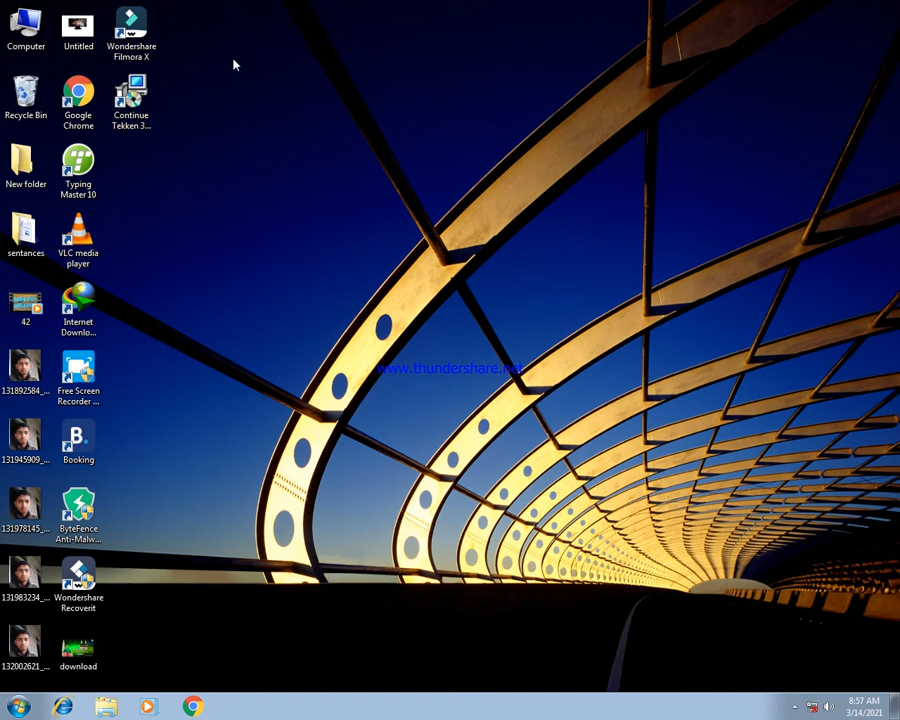 Computer
Untitled
Wondershare
Filmora X
Recycle Bin
Google
Chrome
Continue
Tekken 3...
New folder
Typing
Master 10
sentances
VLC media
player
42
Internet
Downlo...
131892584_...
Free Screen
Recorder ...
131945909_...
B.
Booking
131978145_...
ByteFence
Anti-Malw...
131983234_...
Wondershare
Recoverit
132002621_...
download
www.thundershare.net
8:57 AM
3/14/2021